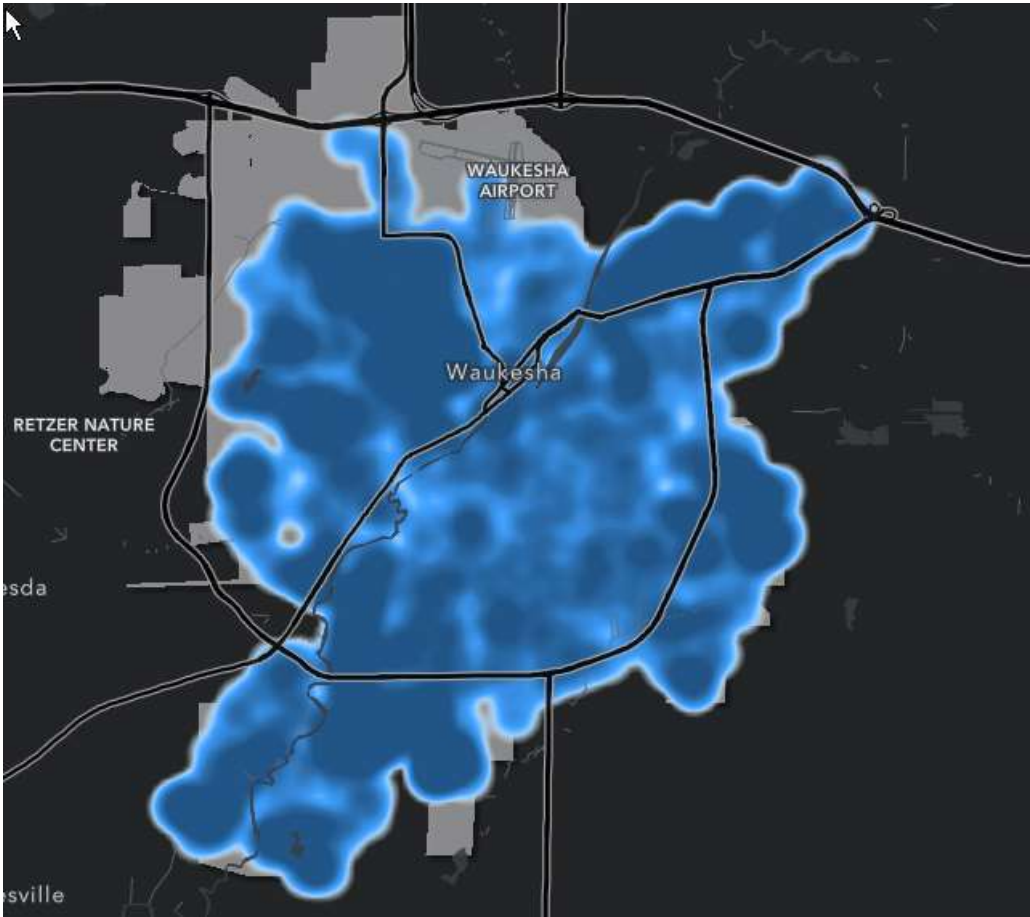 WAUKESHA
AIRPORT
Waukesha
RETZER NATURE
CENTER
esda
esville